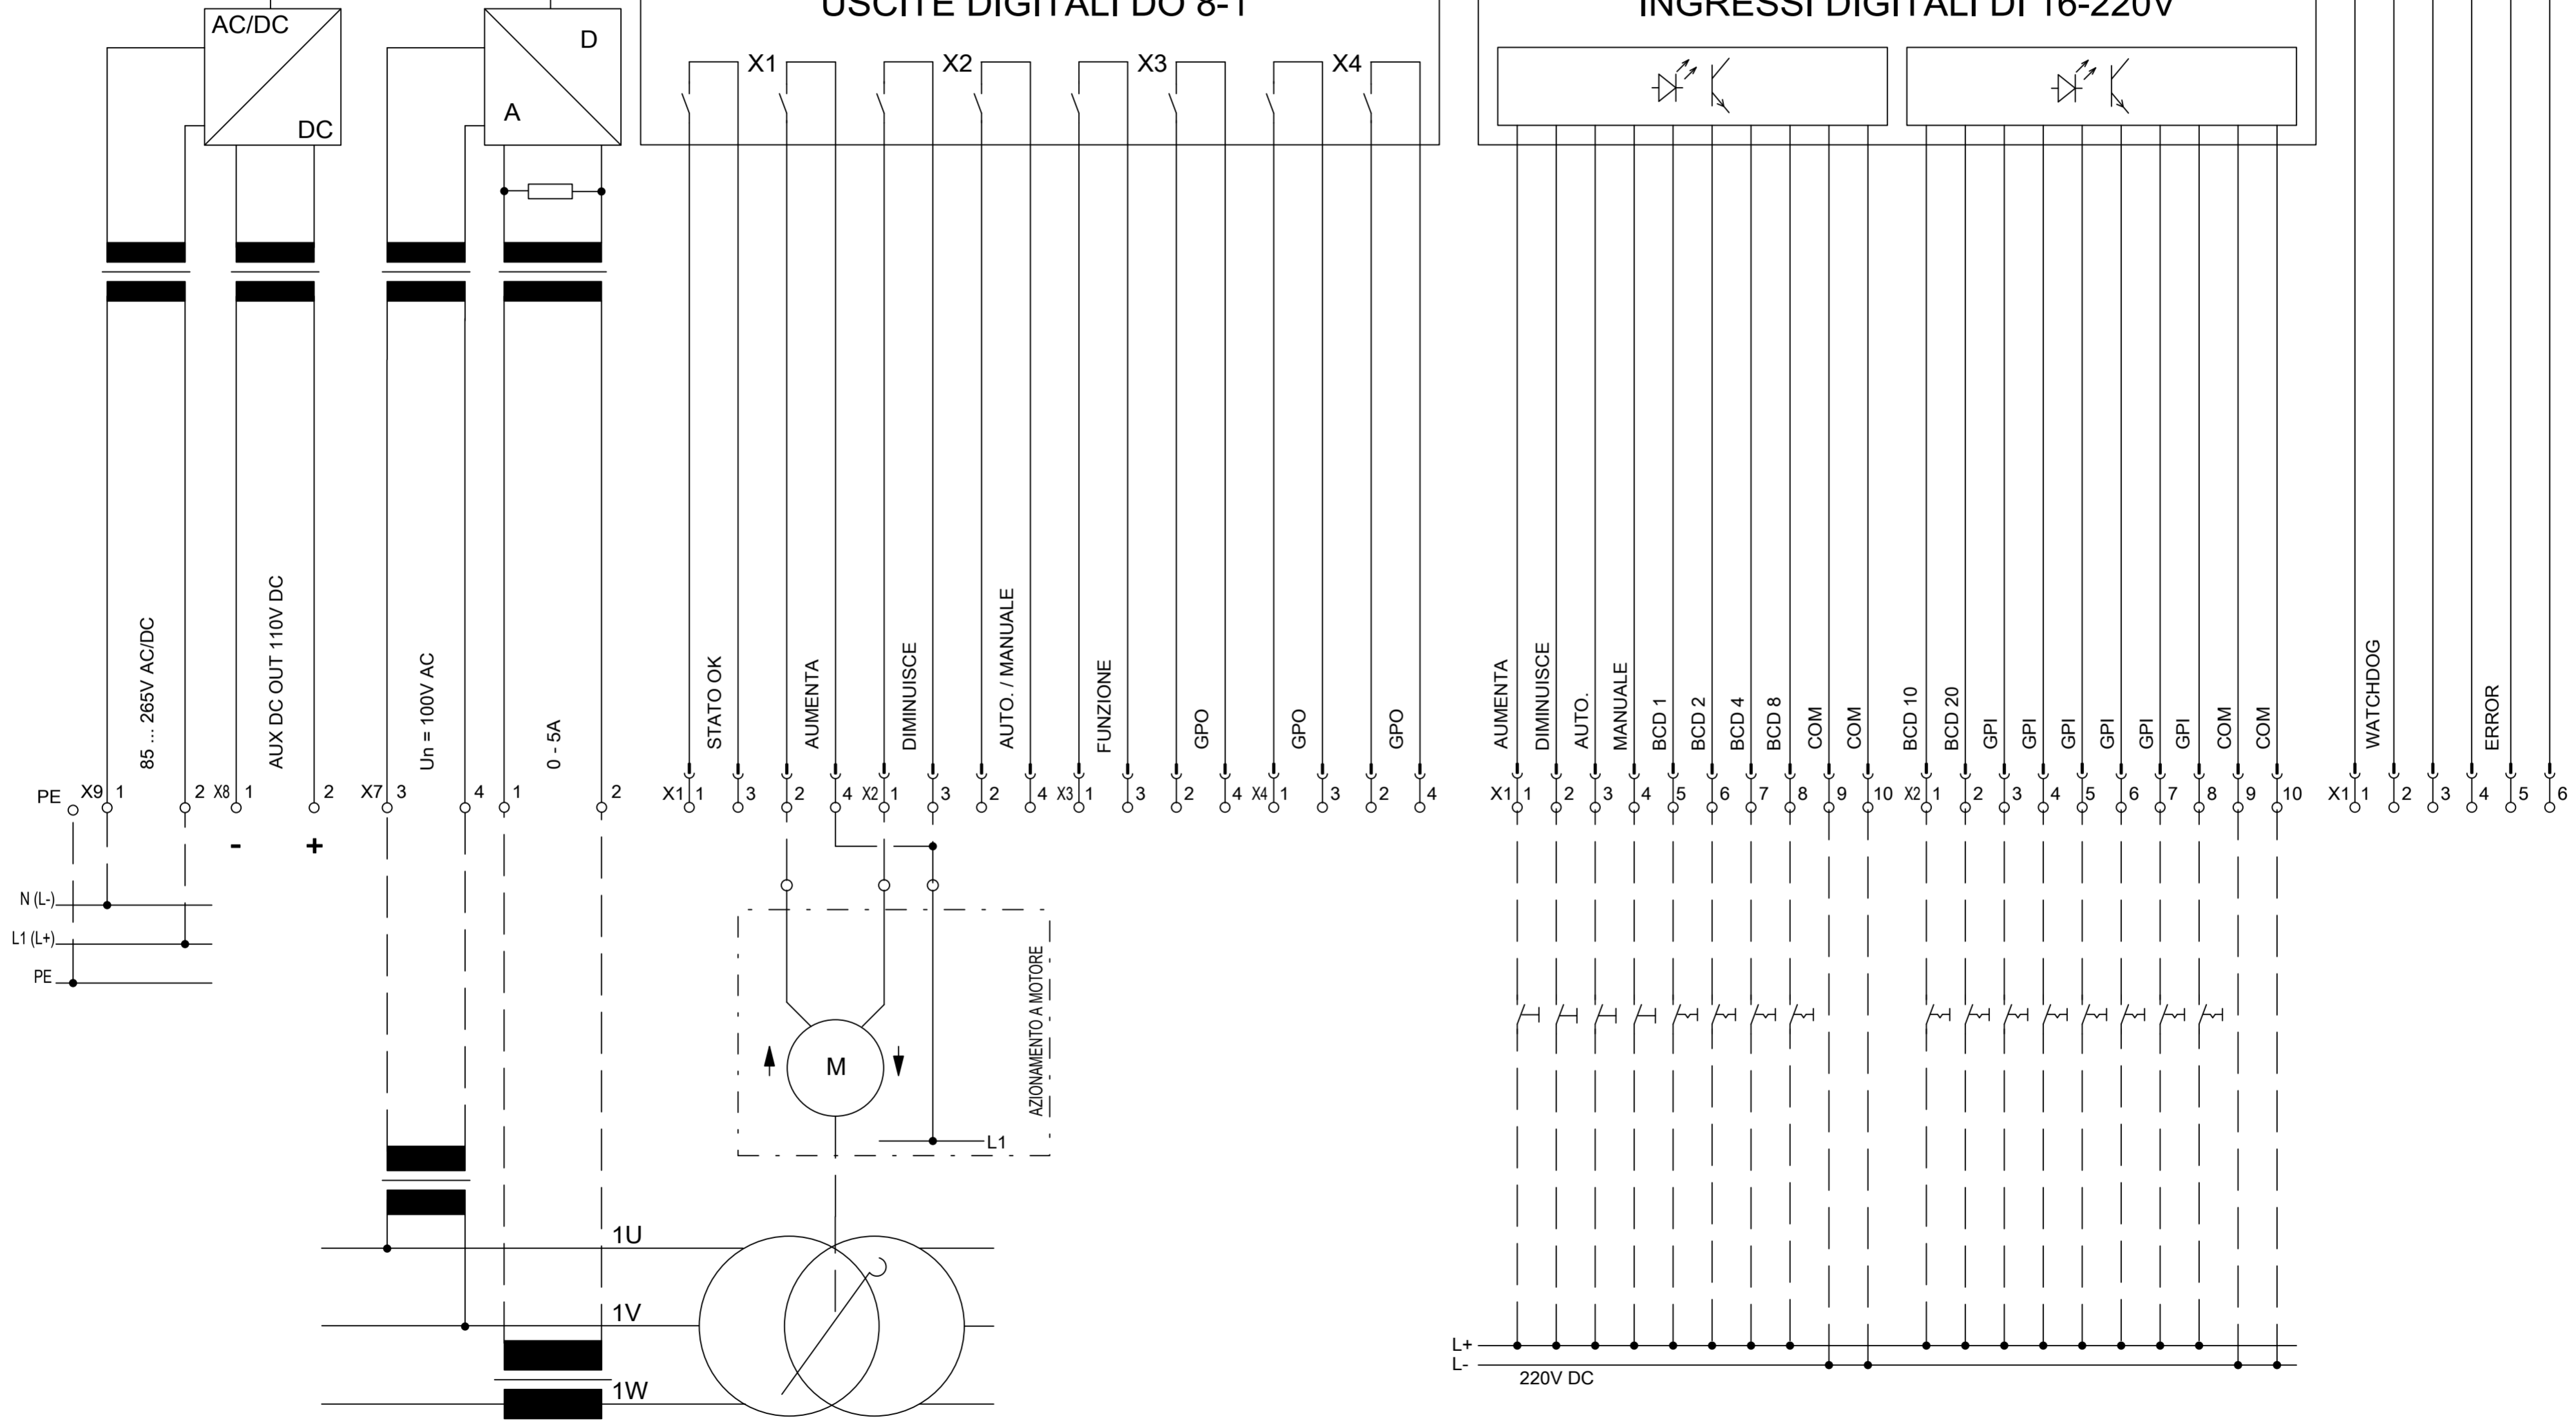 USCITE DIGITALI DO 8-1
INGRESSI DIGITALI DI 16-220V
AC/DC
DC
D
A
X1
X2
X3
X4
85 ... 265V AC/DC
AUX DC OUT 110V DC
Un = 100V AC
0 - 5A
STATO OK
AUMENTA
DIMINUISCE
AUTO. / MANUALE
FUNZIONE
GPO
GPO
GPO
AUMENTA
DIMINUISCE
AUTO.
MANUALE
BCD 1
BCD 2
BCD 4
BCD 8
COM
COM
BCD 10
BCD 20
GPI
GPI
GPI
GPI
GPI
GPI
COM
COM
WATCHDOG
ERROR
PE X9 1 2 X8 1 2 X7 3 4 1 2
X1 1 3 2 4 X2 1 3 2 4 X3 1 3 2 4 X4 1 3 2 4
X1 1 2 3 4 5 6 7 8 9 10 X2 1 2 3 4 5 6 7 8 9 10
X1 1 2 3 4 5 6
- +
N (L-)
L1 (L+)
PE
AZIONAMENTO A MOTORE
M
L1
1U
1V
1W
L+
L-
220V DC